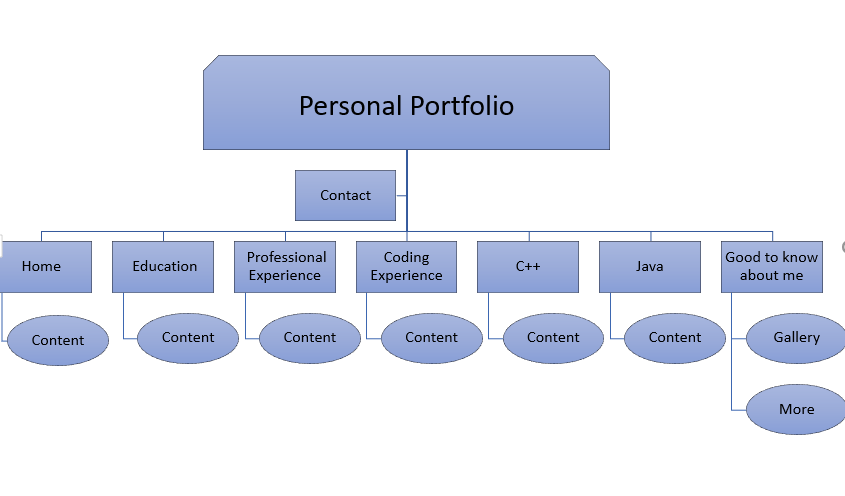 Personal Portfolio
Contact
Home
Education
Professional
Experience
Coding
Experience
C++
Java
Good to know
about me
Content
Content
Content
Content
Content
Content
Gallery
More